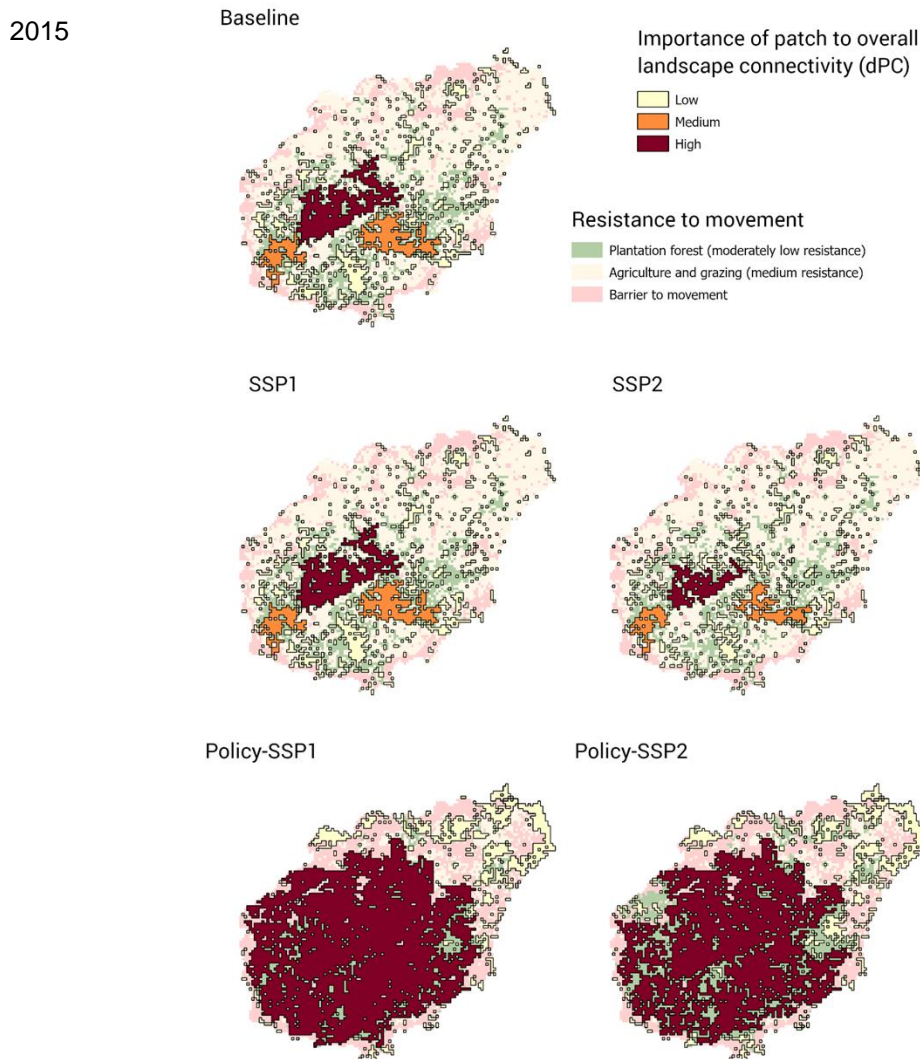 2015
Baseline
Importance of patch to overall
landscape connectivity (dPC)
Low
Medium
High
Resistance to movement
Plantation forest (moderately low resistance)
Agriculture and grazing (medium resistance)
Barrier to movement
SSP1
SSP2
Policy-SSP1
Policy-SSP2